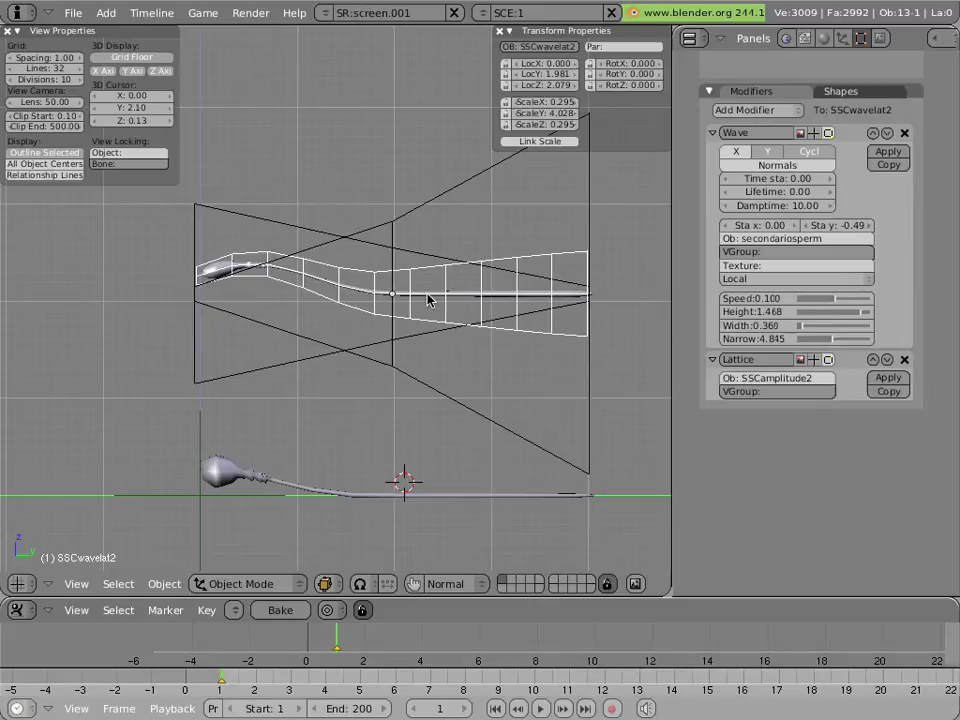 File Add Timeline Game Render Help SR:screen.001 SCE:1 www.blender.org 244.1 Ve:3009 | Fa:2992 | Ob:13-1 | La:0
View Properties
Grid:
Spacing: 1.00
Lines: 32
Divisions: 10
View Camera:
Lens: 50.00
Clip Start: 0.10
Clip End: 500.00
Display:
Outline Selected
All Object Centers
Relationship Lines
3D Display:
Grid Floor
X Axi Y Axi Z Axi
3D Cursor:
X: 0.00
Y: 2.10
Z: 0.13
View Locking:
Object:
Bone:
Transform Properties
OB: SSCwavelat2 Par:
LocX: 0.000 RotX: 0.000
LocY: 1.981 RotY: 0.000
LocZ: 2.079 RotZ: 0.000
ScaleX: 0.295
ScaleY: 4.028
ScaleZ: 0.295
Link Scale
Panels
Modifiers Shapes
Add Modifier To: SSCwavelat2
Wave
X Y Cycl Apply
Normals Copy
Time sta: 0.00
Lifetime: 0.00
Damptime: 10.00
Sta x: 0.00 Sta y: -0.49
Ob: secondariosperm
VGroup:
Texture:
Local
Speed:0.100
Height:1.468
Width:0.369
Narrow:4.845
Lattice
Ob: SSCamplitude2 Apply
VGroup: Copy
z
y
(1) SSCwavelat2
View Select Object Object Mode Normal
View Select Marker Key Bake
-6 -4 -2 0 2 4 6 8 10 12 14 16 18 20 22
-5 -4 -3 -2 -1 0 1 2 3 4 5 6 7 8 9 10 11 12 13 14 15 16 17 18 19 20 21 22
View Frame Playback Pr Start: 1 End: 200 1